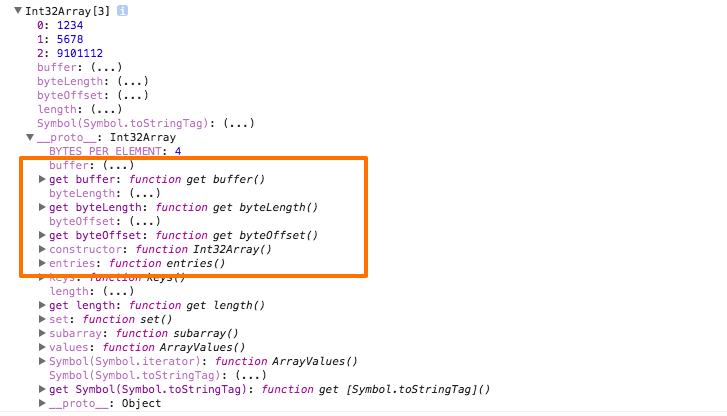 Int32Array[3] i
0: 1234
1: 5678
2: 9101112
buffer: (...)
byteLength: (...)
byteOffset: (...)
length: (...)
Symbol(Symbol.toStringTag): (...)
__proto__: Int32Array
BYTES_PER_ELEMENT: 4
buffer: (...)
get buffer: function get buffer()
byteLength: (...)
get byteLength: function get byteLength()
byteOffset: (...)
get byteOffset: function get byteOffset()
constructor: function Int32Array()
entries: function entries()
keys: function keys()
length: (...)
get length: function get length()
set: function set()
subarray: function subarray()
values: function ArrayValues()
Symbol(Symbol.iterator): function ArrayValues()
Symbol(Symbol.toStringTag): (...)
get Symbol(Symbol.toStringTag): function get [Symbol.toStringTag]()
__proto__: Object